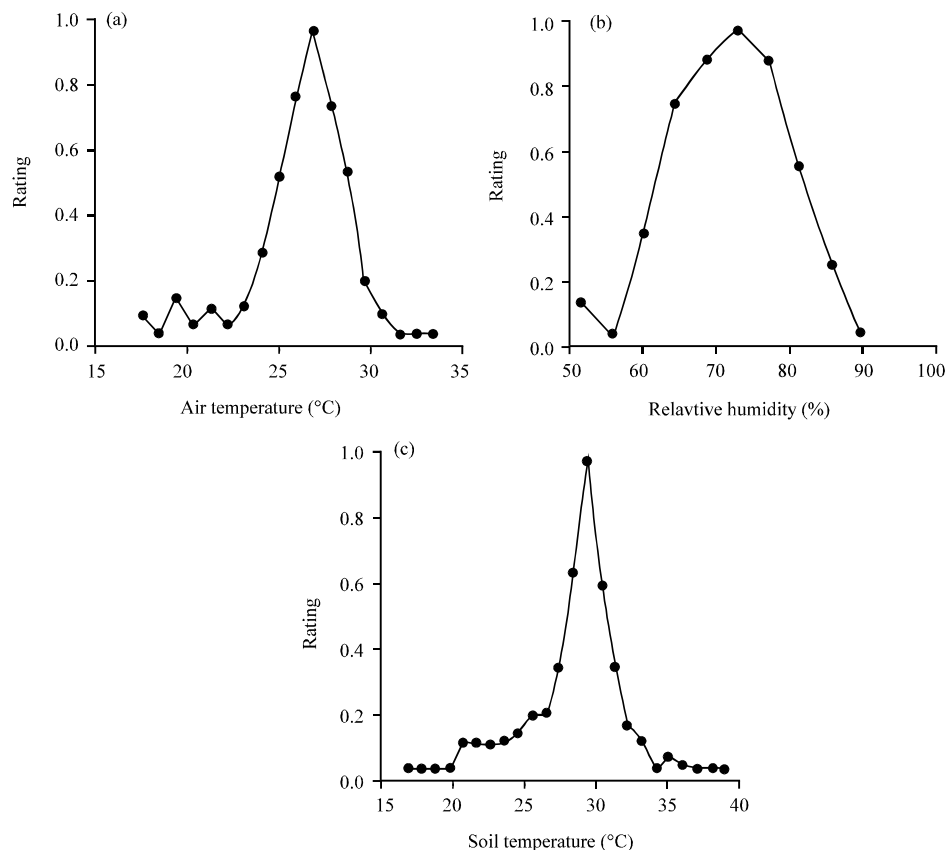 (a)
1.0
0.8
0.6
0.4
0.2
0.0
Rating
15 20 25 30 35
Air temperature (°C)
(b)
1.0
0.8
0.6
0.4
0.2
0.0
Rating
50 60 70 80 90 100
Relavtive humidity (%)
(c)
1.0
0.8
0.6
0.4
0.2
0.0
Rating
15 20 25 30 35 40
Soil temperature (°C)